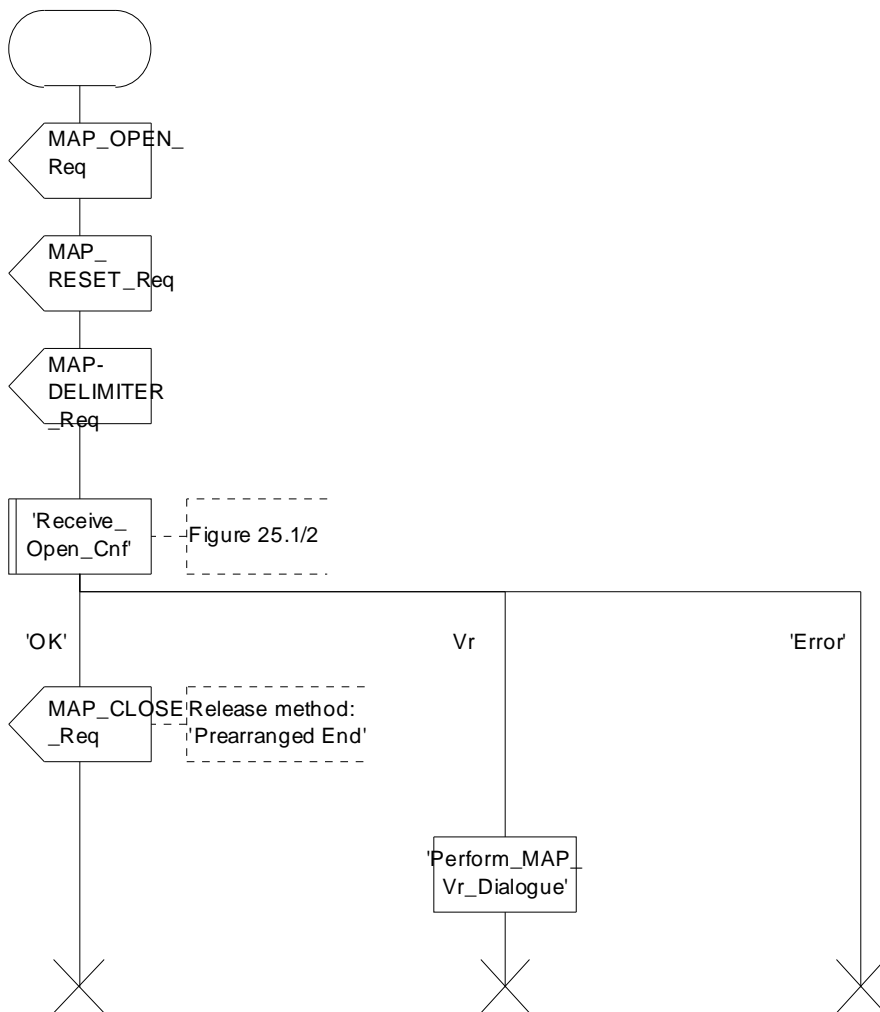 MAP_OPEN_
Req
MAP_
RESET_Req
MAP-
DELIMITER
_Req
'Receive_
Open_Cnf'
Figure 25.1/2
'OK'
Vr
'Error'
MAP_CLOSE
_Req
Release method:
'Prearranged End'
'Perform_MAP_
Vr_Dialogue'